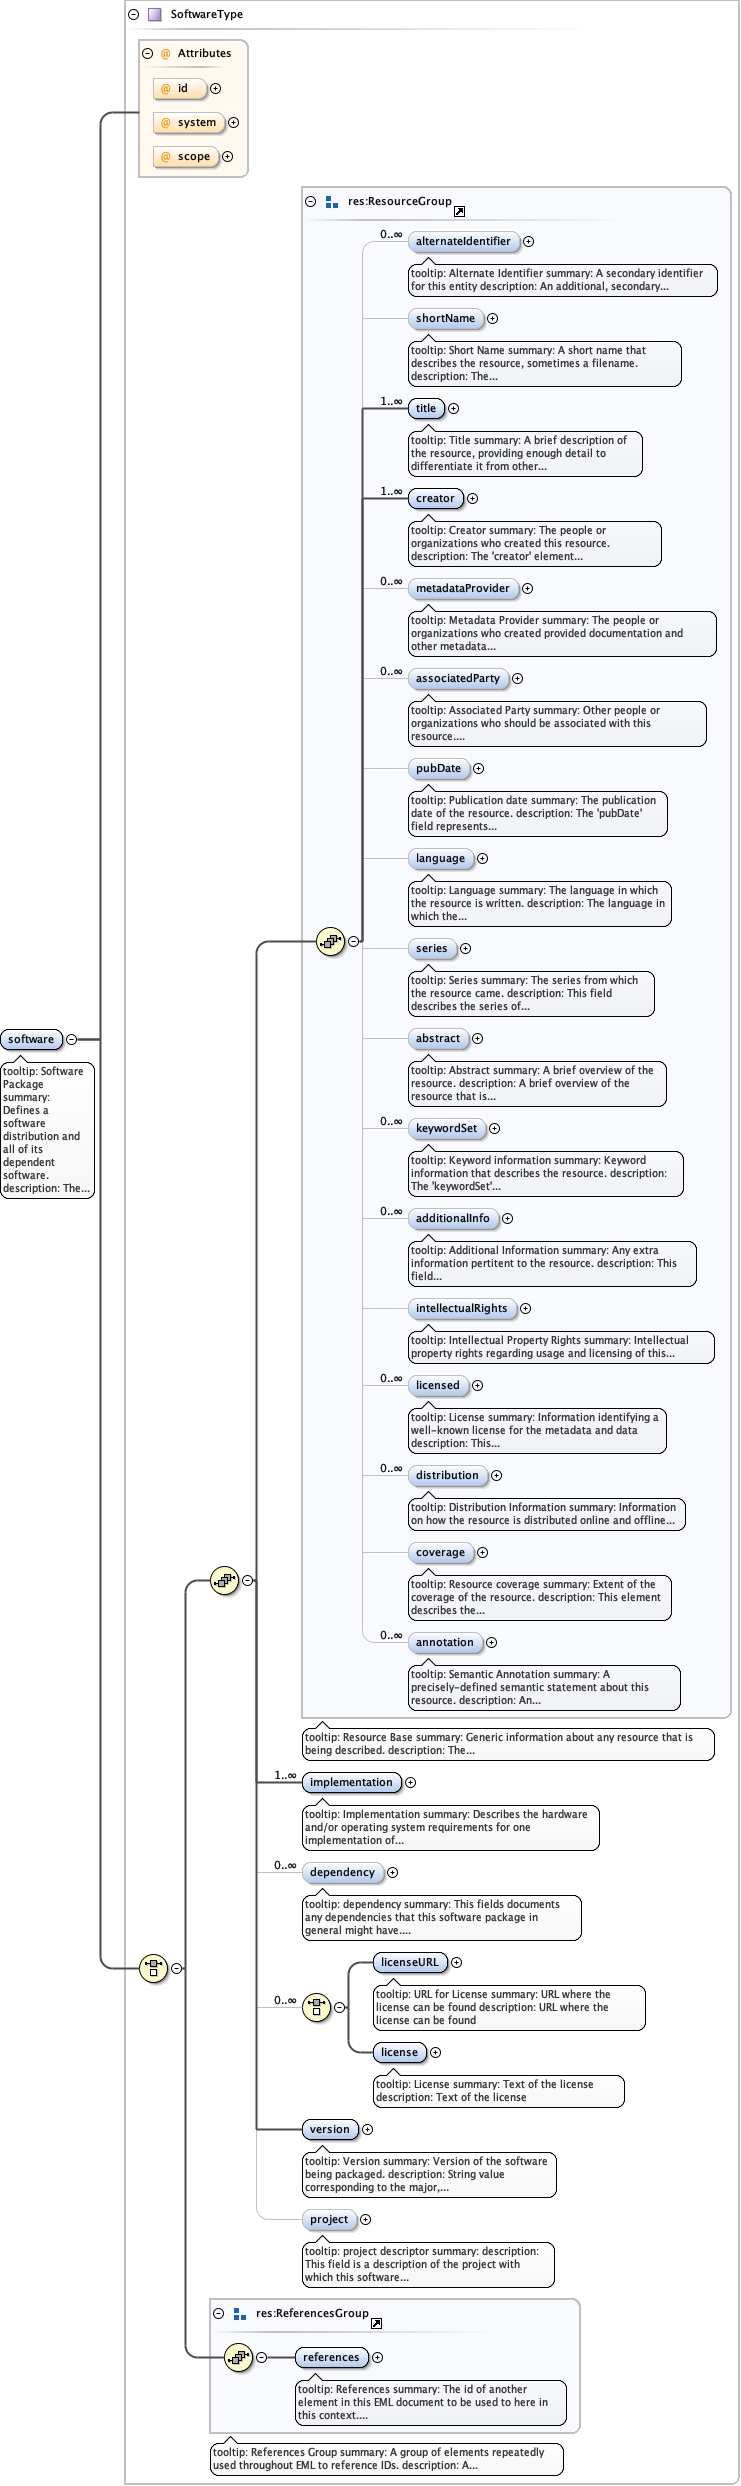 SoftwareType
@ Attributes
@ id
@ system
@ scope
res:ResourceGroup
0..∞
alternateIdentifier
tooltip: Alternate Identifier summary: A secondary identifier
for this entity description: An additional, secondary...
shortName
tooltip: Short Name summary: A short name that
describes the resource, sometimes a filename.
description: The...
1..∞
title
tooltip: Title summary: A brief description of
the resource, providing enough detail to
differentiate it from other...
1..∞
creator
tooltip: Creator summary: The people or
organizations who created this resource.
description: The 'creator' element...
0..∞
metadataProvider
tooltip: Metadata Provider summary: The people or
organizations who created provided documentation and
other metadata...
0..∞
associatedParty
tooltip: Associated Party summary: Other people or
organizations who should be associated with this
resource....
pubDate
tooltip: Publication date summary: The publication
date of the resource. description: The 'pubDate'
field represents...
language
tooltip: Language summary: The language in which
the resource is written. description: The language in
which the...
series
tooltip: Series summary: The series from which
the resource came. description: This field
describes the series of...
software
tooltip: Software
Package
summary:
Defines a
software
distribution and
all of its
dependent
software.
description: The...
abstract
tooltip: Abstract summary: A brief overview of the
resource. description: A brief overview of the
resource that is...
0..∞
keywordSet
tooltip: Keyword information summary: Keyword
information that describes the resource. description:
The 'keywordSet'...
0..∞
additionalInfo
tooltip: Additional Information summary: Any extra
information pertitent to the resource. description: This
field...
intellectualRights
tooltip: Intellectual Property Rights summary: Intellectual
property rights regarding usage and licensing of this...
0..∞
licensed
tooltip: License summary: Information identifying a
well-known license for the metadata and data
description: This...
0..∞
distribution
tooltip: Distribution Information summary: Information
on how the resource is distributed online and offline...
coverage
tooltip: Resource coverage summary: Extent of the
coverage of the resource. description: This element
describes the...
0..∞
annotation
tooltip: Semantic Annotation summary: A
precisely-defined semantic statement about this
resource. description: An...
tooltip: Resource Base summary: Generic information about any resource that is
being described. description: The...
1..∞
implementation
tooltip: Implementation summary: Describes the hardware
and/or operating system requirements for one
implementation of...
0..∞
dependency
tooltip: dependency summary: This fields documents
any dependencies that this software package in
general might have....
0..∞
licenseURL
tooltip: URL for License summary: URL where the
license can be found description: URL where the
license can be found
license
tooltip: License summary: Text of the license
description: Text of the license
version
tooltip: Version summary: Version of the software
being packaged. description: String value
corresponding to the major,...
project
tooltip: project descriptor summary: description:
This field is a description of the project with
which this software...
res:ReferencesGroup
references
tooltip: References summary: The id of another
element in this EML document to be used to here in
this context....
tooltip: References Group summary: A group of elements repeatedly
used throughout EML to reference IDs. description: A...